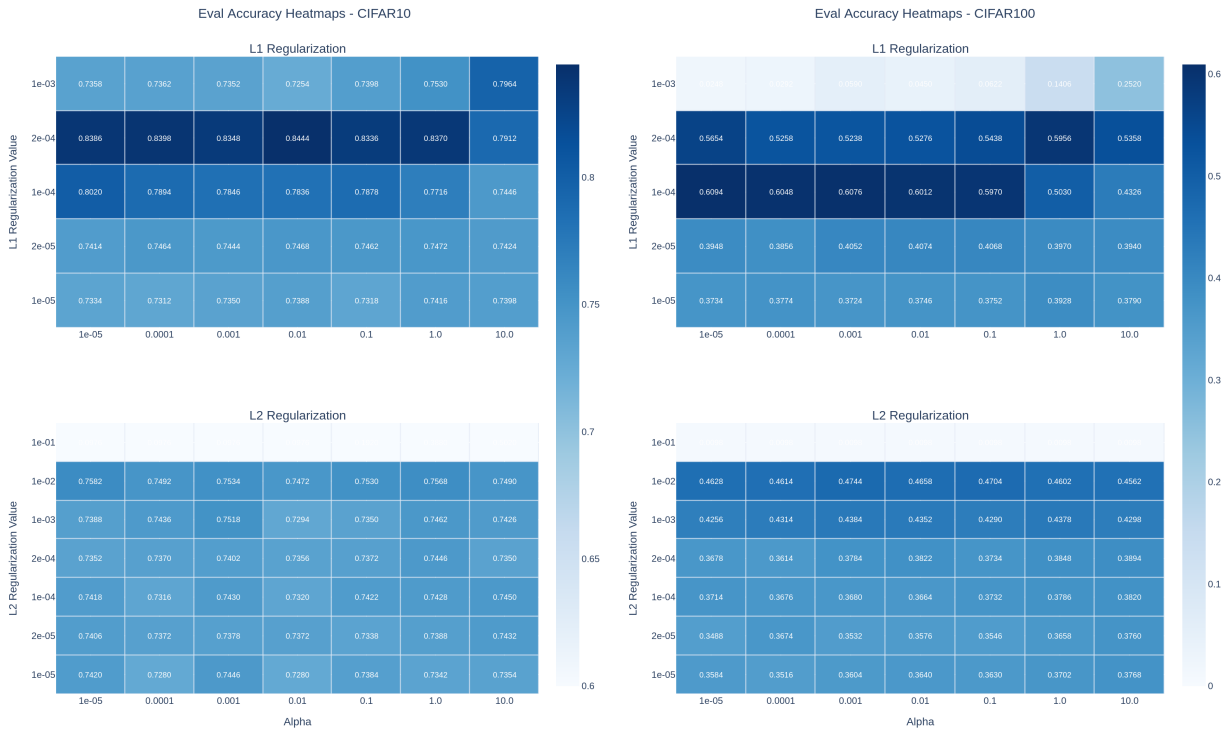 Eval Accuracy Heatmaps - CIFAR10
L1 Regularization
L1 Regularization Value
1e-03 0.7358 0.7362 0.7352 0.7254 0.7398 0.7530 0.7964
2e-04 0.8386 0.8398 0.8348 0.8444 0.8336 0.8370 0.7912
1e-04 0.8020 0.7894 0.7846 0.7836 0.7878 0.7716 0.7446
2e-05 0.7414 0.7464 0.7444 0.7468 0.7462 0.7472 0.7424
1e-05 0.7334 0.7312 0.7350 0.7388 0.7318 0.7416 0.7398
1e-05 0.0001 0.001 0.01 0.1 1.0 10.0
L2 Regularization
L2 Regularization Value
1e-01
1e-02 0.7582 0.7492 0.7534 0.7472 0.7530 0.7568 0.7490
1e-03 0.7388 0.7436 0.7518 0.7294 0.7350 0.7462 0.7426
2e-04 0.7352 0.7370 0.7402 0.7356 0.7372 0.7446 0.7350
1e-04 0.7418 0.7316 0.7430 0.7320 0.7422 0.7428 0.7450
2e-05 0.7406 0.7372 0.7378 0.7372 0.7338 0.7388 0.7432
1e-05 0.7420 0.7280 0.7446 0.7280 0.7384 0.7342 0.7354
1e-05 0.0001 0.001 0.01 0.1 1.0 10.0
Alpha
0.8
0.75
0.7
0.65
0.6
Eval Accuracy Heatmaps - CIFAR100
L1 Regularization
L1 Regularization Value
1e-03 0.1406 0.2520
2e-04 0.5654 0.5258 0.5238 0.5276 0.5438 0.5956 0.5358
1e-04 0.6094 0.6048 0.6076 0.6012 0.5970 0.5030 0.4326
2e-05 0.3948 0.3856 0.4052 0.4074 0.4068 0.3970 0.3940
1e-05 0.3734 0.3774 0.3724 0.3746 0.3752 0.3928 0.3790
1e-05 0.0001 0.001 0.01 0.1 1.0 10.0
L2 Regularization
L2 Regularization Value
1e-01
1e-02 0.4628 0.4614 0.4744 0.4658 0.4704 0.4602 0.4562
1e-03 0.4256 0.4314 0.4384 0.4352 0.4290 0.4378 0.4298
2e-04 0.3678 0.3614 0.3784 0.3822 0.3734 0.3848 0.3894
1e-04 0.3714 0.3676 0.3680 0.3664 0.3732 0.3786 0.3820
2e-05 0.3488 0.3674 0.3532 0.3576 0.3546 0.3658 0.3760
1e-05 0.3584 0.3516 0.3604 0.3640 0.3630 0.3702 0.3768
1e-05 0.0001 0.001 0.01 0.1 1.0 10.0
Alpha
0.6
0.5
0.4
0.3
0.2
0.1
0